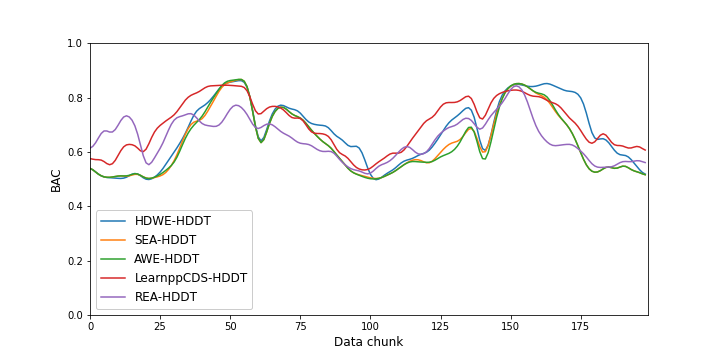 1.0
0.8
0.6
0.4
0.2
0.0
BAC
HDWE-HDDT
SEA-HDDT
AWE-HDDT
LearnppCDS-HDDT
REA-HDDT
0 25 50 75 100 125 150 175
Data chunk